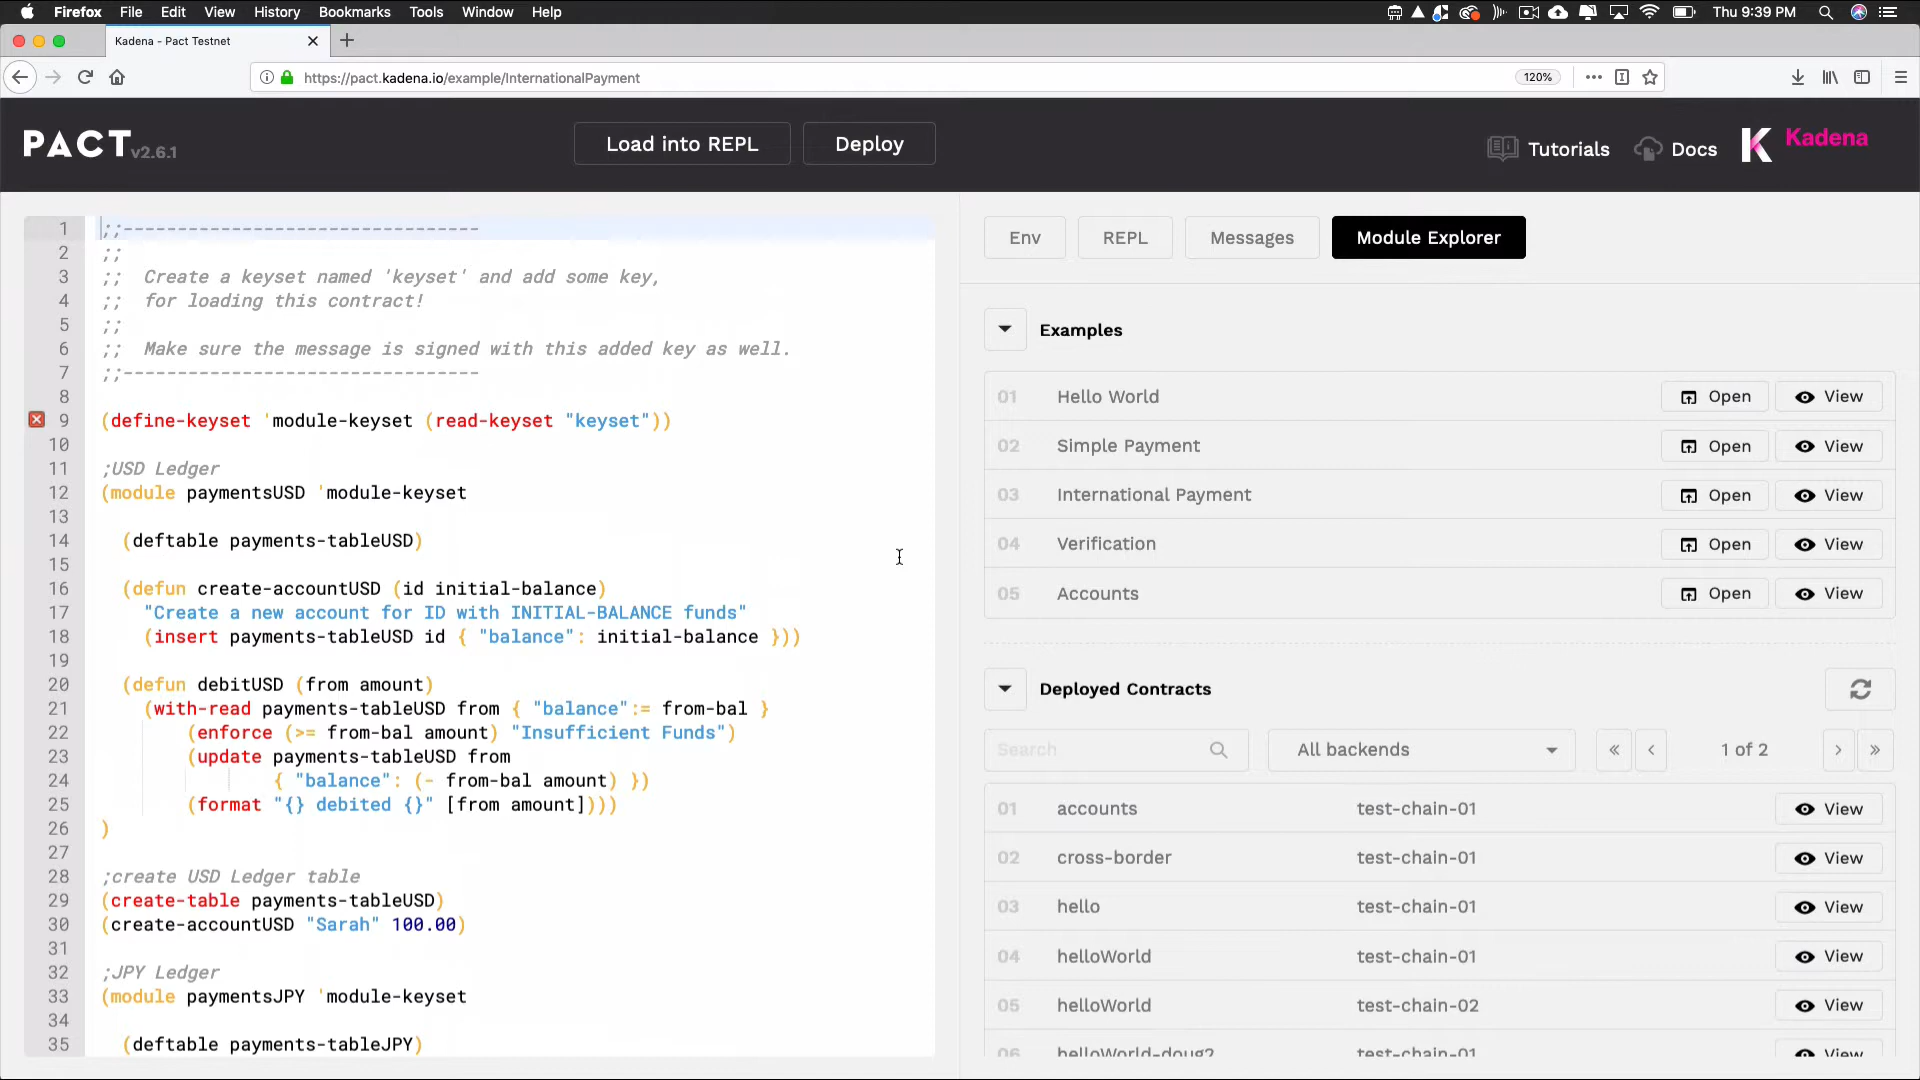 Firefox File Edit View History Bookmarks Tools Window Help
Thu 9:39 PM
Kadena - Pact Testnet
https://pact.kadena.io/example/InternationalPayment
120%
PACT v2.6.1
Load into REPL
Deploy
Tutorials
Docs
Kadena
1 ;;---------------------------------
2 ;;
3 ;;  Create a keyset named 'keyset' and add some key,
4 ;;  for loading this contract!
5 ;;
6 ;;  Make sure the message is signed with this added key as well.
7 ;;---------------------------------
8
9 (define-keyset 'module-keyset (read-keyset "keyset"))
10
11 ;USD Ledger
12 (module paymentsUSD 'module-keyset
13
14   (deftable payments-tableUSD)
15
16   (defun create-accountUSD (id initial-balance)
17     "Create a new account for ID with INITIAL-BALANCE funds"
18     (insert payments-tableUSD id { "balance": initial-balance }))
19
20   (defun debitUSD (from amount)
21     (with-read payments-tableUSD from { "balance":= from-bal }
22         (enforce (>= from-bal amount) "Insufficient Funds")
23         (update payments-tableUSD from
24                 { "balance": (- from-bal amount) })
25         (format "{} debited {}" [from amount])))
26 )
27
28 ;create USD Ledger table
29 (create-table payments-tableUSD)
30 (create-accountUSD "Sarah" 100.00)
31
32 ;JPY Ledger
33 (module paymentsJPY 'module-keyset
34
35   (deftable payments-tableJPY)
Env
REPL
Messages
Module Explorer
Examples
01 Hello World Open View
02 Simple Payment Open View
03 International Payment Open View
04 Verification Open View
05 Accounts Open View
Deployed Contracts
Search
All backends
« ‹ 1 of 2 › »
01 accounts test-chain-01 View
02 cross-border test-chain-01 View
03 hello test-chain-01 View
04 helloWorld test-chain-01 View
05 helloWorld test-chain-02 View
06 helloWorld-doug2 test-chain-01 View